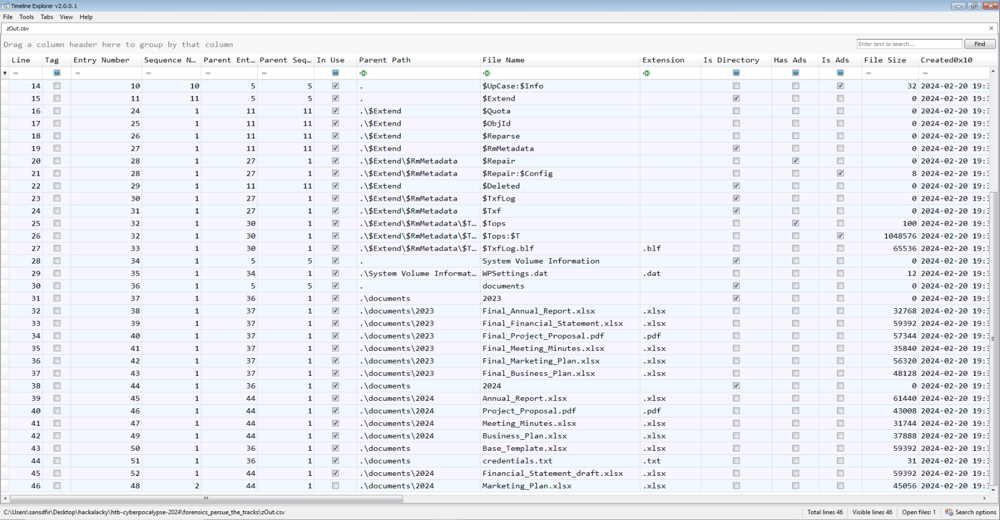 Timeline Explorer v2.0.0.1
File Tools Tabs View Help
zOut.csv
Drag a column header here to group by that column
Enter text to search... Find
Line Tag Entry Number Sequence N... Parent Ent... Parent Seq... In Use Parent Path File Name Extension Is Directory Has Ads Is Ads File Size Created0x10
14 10 10 5 5 . $UpCase:$Info 32 2024-02-20 19:3
15 11 11 5 5 . $Extend 0 2024-02-20 19:3
16 24 1 11 11 .\$Extend $Quota 0 2024-02-20 19:3
17 25 1 11 11 .\$Extend $ObjId 0 2024-02-20 19:3
18 26 1 11 11 .\$Extend $Reparse 0 2024-02-20 19:3
19 27 1 11 11 .\$Extend $RmMetadata 0 2024-02-20 19:3
20 28 1 27 1 .\$Extend\$RmMetadata $Repair 0 2024-02-20 19:3
21 28 1 27 1 .\$Extend\$RmMetadata $Repair:$Config 8 2024-02-20 19:3
22 29 1 11 11 .\$Extend $Deleted 0 2024-02-20 19:3
23 30 1 27 1 .\$Extend\$RmMetadata $TxfLog 0 2024-02-20 19:3
24 31 1 27 1 .\$Extend\$RmMetadata $Txf 0 2024-02-20 19:3
25 32 1 30 1 .\$Extend\$RmMetadata\$T... $Tops 100 2024-02-20 19:3
26 32 1 30 1 .\$Extend\$RmMetadata\$T... $Tops:$T 1048576 2024-02-20 19:3
27 33 1 30 1 .\$Extend\$RmMetadata\$T... $TxfLog.blf .blf 65536 2024-02-20 19:3
28 34 1 5 5 . System Volume Information 0 2024-02-20 19:3
29 35 1 34 1 .\System Volume Informat... WPSettings.dat .dat 12 2024-02-20 19:3
30 36 1 5 5 . documents 0 2024-02-20 19:3
31 37 1 36 1 .\documents 2023 0 2024-02-20 19:3
32 38 1 37 1 .\documents\2023 Final_Annual_Report.xlsx .xlsx 32768 2024-02-20 19:3
33 39 1 37 1 .\documents\2023 Final_Financial_Statement.xlsx .xlsx 59392 2024-02-20 19:3
34 40 1 37 1 .\documents\2023 Final_Project_Proposal.pdf .pdf 57344 2024-02-20 19:3
35 41 1 37 1 .\documents\2023 Final_Meeting_Minutes.xlsx .xlsx 35840 2024-02-20 19:3
36 42 1 37 1 .\documents\2023 Final_Marketing_Plan.xlsx .xlsx 56320 2024-02-20 19:3
37 43 1 37 1 .\documents\2023 Final_Business_Plan.xlsx .xlsx 48128 2024-02-20 19:3
38 44 1 36 1 .\documents 2024 0 2024-02-20 19:3
39 45 1 44 1 .\documents\2024 Annual_Report.xlsx .xlsx 61440 2024-02-20 19:3
40 46 1 44 1 .\documents\2024 Project_Proposal.pdf .pdf 43008 2024-02-20 19:3
41 47 1 44 1 .\documents\2024 Meeting_Minutes.xlsx .xlsx 31744 2024-02-20 19:3
42 49 1 44 1 .\documents\2024 Business_Plan.xlsx .xlsx 37888 2024-02-20 19:3
43 50 1 36 1 .\documents Base_Template.xlsx .xlsx 59392 2024-02-20 19:3
44 51 1 36 1 .\documents credentials.txt .txt 31 2024-02-20 19:3
45 52 1 44 1 .\documents\2024 Financial_Statement_draft.xlsx .xlsx 59392 2024-02-20 19:3
46 48 2 44 1 .\documents\2024 Marketing_Plan.xlsx .xlsx 45056 2024-02-20 19:3
C:\Users\sansdfir\Desktop\hackalacky\htb-cyberpocalypse-2024\forensics_persue_the_tracks\zOut.csv Total lines 46 Visible lines 46 Open files: 1 Search options